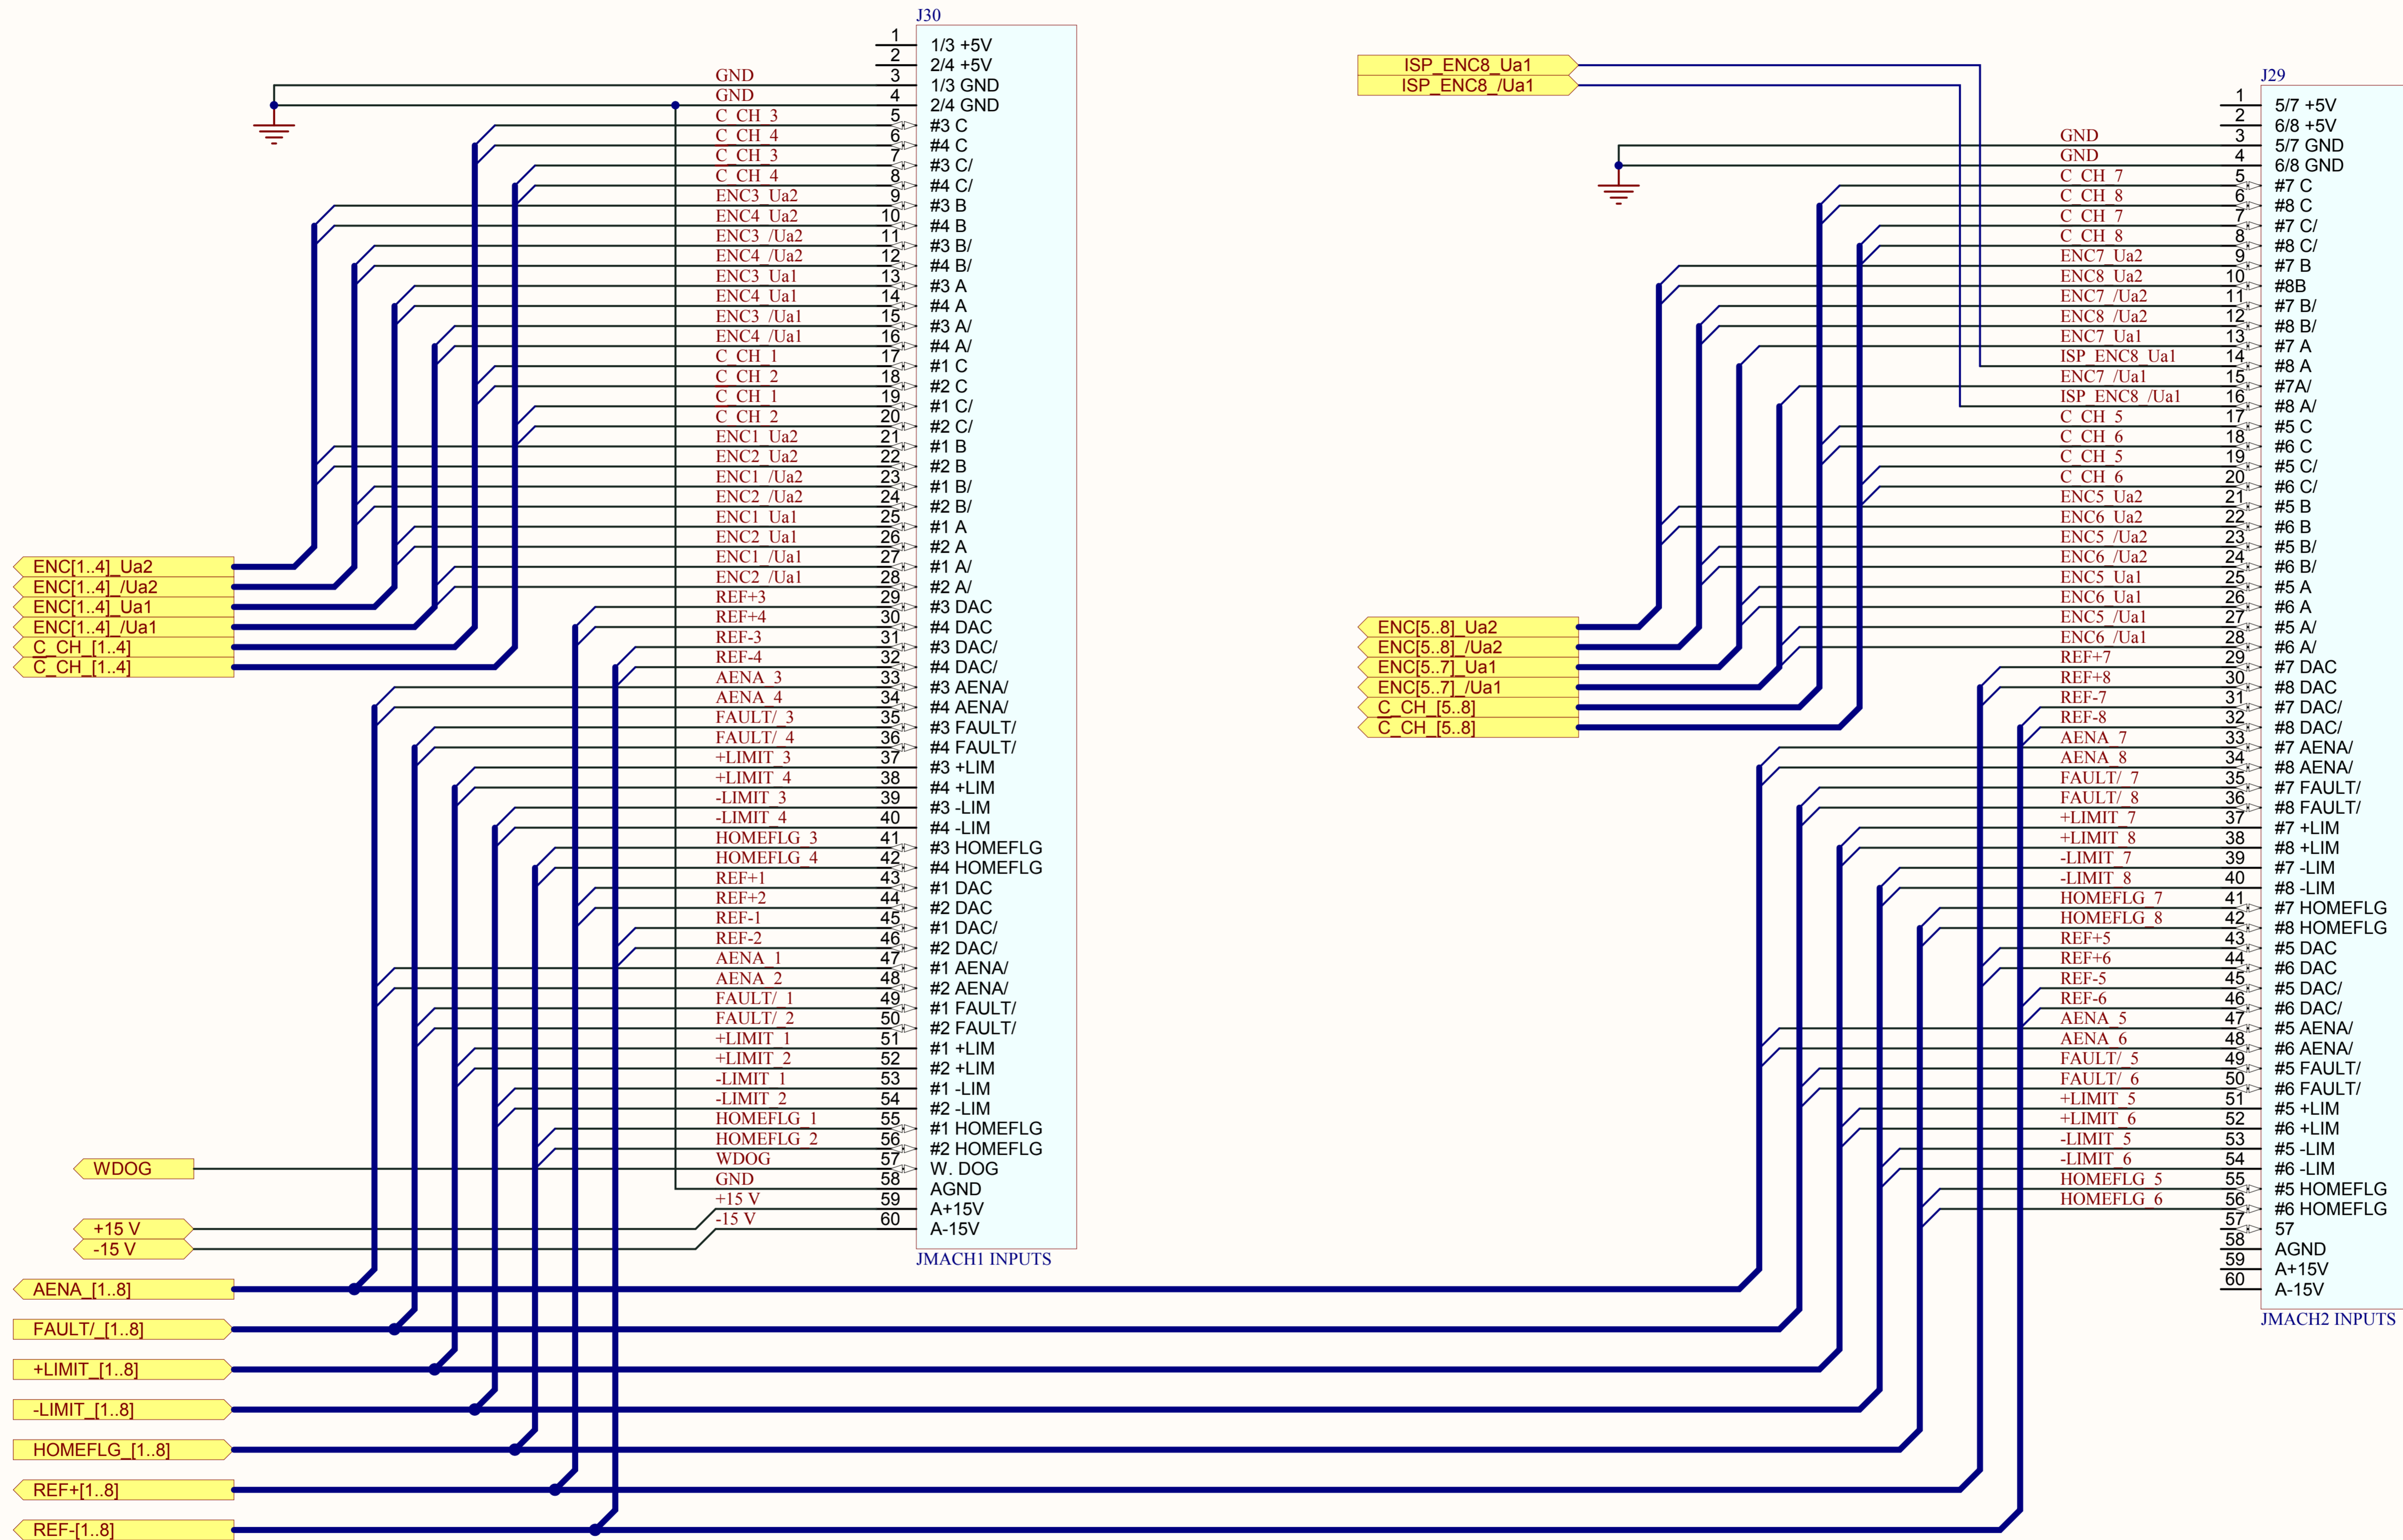 J30
1 1/3 +5V
2 2/4 +5V
GND 3 1/3 GND
GND 4 2/4 GND
C_CH_3 5 #3 C
C_CH_4 6 #4 C
C_CH_3 7 #3 C/
C_CH_4 8 #4 C/
ENC3_Ua2 9 #3 B
ENC4_Ua2 10 #4 B
ENC3_/Ua2 11 #3 B/
ENC4_/Ua2 12 #4 B/
ENC3_Ua1 13 #3 A
ENC4_Ua1 14 #4 A
ENC3_/Ua1 15 #3 A/
ENC4_/Ua1 16 #4 A/
C_CH_1 17 #1 C
C_CH_2 18 #2 C
C_CH_1 19 #1 C/
C_CH_2 20 #2 C/
ENC1_Ua2 21 #1 B
ENC2_Ua2 22 #2 B
ENC1_/Ua2 23 #1 B/
ENC2_/Ua2 24 #2 B/
ENC1_Ua1 25 #1 A
ENC2_Ua1 26 #2 A
ENC1_/Ua1 27 #1 A/
ENC2_/Ua1 28 #2 A/
REF+3 29 #3 DAC
REF+4 30 #4 DAC
REF-3 31 #3 DAC/
REF-4 32 #4 DAC/
AENA_3 33 #3 AENA/
AENA_4 34 #4 AENA/
FAULT/_3 35 #3 FAULT/
FAULT/_4 36 #4 FAULT/
+LIMIT_3 37 #3 +LIM
+LIMIT_4 38 #4 +LIM
-LIMIT_3 39 #3 -LIM
-LIMIT_4 40 #4 -LIM
HOMEFLG_3 41 #3 HOMEFLG
HOMEFLG_4 42 #4 HOMEFLG
REF+1 43 #1 DAC
REF+2 44 #2 DAC
REF-1 45 #1 DAC/
REF-2 46 #2 DAC/
AENA_1 47 #1 AENA/
AENA_2 48 #2 AENA/
FAULT/_1 49 #1 FAULT/
FAULT/_2 50 #2 FAULT/
+LIMIT_1 51 #1 +LIM
+LIMIT_2 52 #2 +LIM
-LIMIT_1 53 #1 -LIM
-LIMIT_2 54 #2 -LIM
HOMEFLG_1 55 #1 HOMEFLG
HOMEFLG_2 56 #2 HOMEFLG
WDOG 57 W. DOG
GND 58 AGND
+15 V 59 A+15V
-15 V 60 A-15V
JMACH1 INPUTS
ENC[1..4]_Ua2
ENC[1..4]_/Ua2
ENC[1..4]_Ua1
ENC[1..4]_/Ua1
C_CH_[1..4]
C_CH_[1..4]
WDOG
+15 V
-15 V
AENA_[1..8]
FAULT/_[1..8]
+LIMIT_[1..8]
-LIMIT_[1..8]
HOMEFLG_[1..8]
REF+[1..8]
REF-[1..8]
ISP_ENC8_Ua1
ISP_ENC8_/Ua1
J29
1 5/7 +5V
2 6/8 +5V
GND 3 5/7 GND
GND 4 6/8 GND
C_CH_7 5 #7 C
C_CH_8 6 #8 C
C_CH_7 7 #7 C/
C_CH_8 8 #8 C/
ENC7_Ua2 9 #7 B
ENC8_Ua2 10 #8B
ENC7_/Ua2 11 #7 B/
ENC8_/Ua2 12 #8 B/
ENC7_Ua1 13 #7 A
ISP_ENC8_Ua1 14 #8 A
ENC7_/Ua1 15 #7A/
ISP_ENC8_/Ua1 16 #8 A/
C_CH_5 17 #5 C
C_CH_6 18 #6 C
C_CH_5 19 #5 C/
C_CH_6 20 #6 C/
ENC5_Ua2 21 #5 B
ENC6_Ua2 22 #6 B
ENC5_/Ua2 23 #5 B/
ENC6_/Ua2 24 #6 B/
ENC5_Ua1 25 #5 A
ENC6_Ua1 26 #6 A
ENC5_/Ua1 27 #5 A/
ENC6_/Ua1 28 #6 A/
REF+7 29 #7 DAC
REF+8 30 #8 DAC
REF-7 31 #7 DAC/
REF-8 32 #8 DAC/
AENA_7 33 #7 AENA/
AENA_8 34 #8 AENA/
FAULT/_7 35 #7 FAULT/
FAULT/_8 36 #8 FAULT/
+LIMIT_7 37 #7 +LIM
+LIMIT_8 38 #8 +LIM
-LIMIT_7 39 #7 -LIM
-LIMIT_8 40 #8 -LIM
HOMEFLG_7 41 #7 HOMEFLG
HOMEFLG_8 42 #8 HOMEFLG
REF+5 43 #5 DAC
REF+6 44 #6 DAC
REF-5 45 #5 DAC/
REF-6 46 #6 DAC/
AENA_5 47 #5 AENA/
AENA_6 48 #6 AENA/
FAULT/_5 49 #5 FAULT/
FAULT/_6 50 #6 FAULT/
+LIMIT_5 51 #5 +LIM
+LIMIT_6 52 #6 +LIM
-LIMIT_5 53 #5 -LIM
-LIMIT_6 54 #6 -LIM
HOMEFLG_5 55 #5 HOMEFLG
HOMEFLG_6 56 #6 HOMEFLG
57 57
58 AGND
59 A+15V
60 A-15V
JMACH2 INPUTS
ENC[5..8]_Ua2
ENC[5..8]_/Ua2
ENC[5..7]_Ua1
ENC[5..7]_/Ua1
C_CH_[5..8]
C_CH_[5..8]